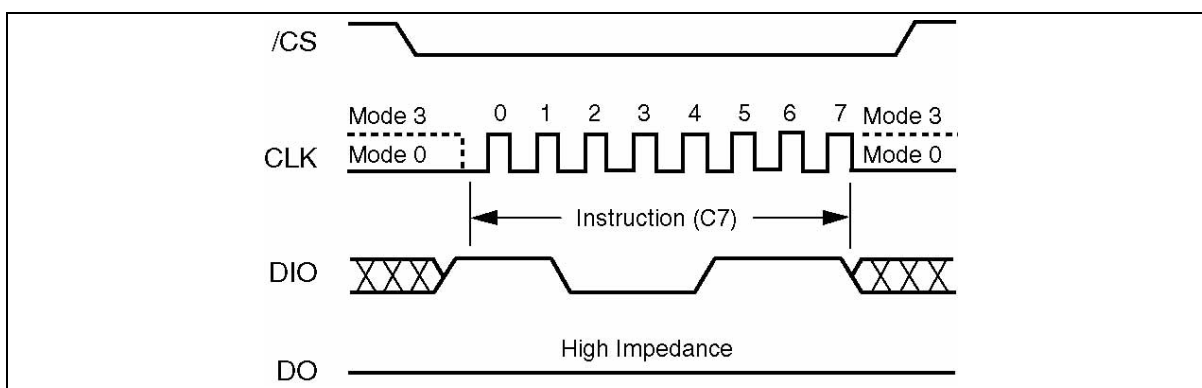 /CS
Mode 3 0 1 2 3 4 5 6 7 Mode 3
CLK Mode 0 Mode 0
Instruction (C7)
DIO
High Impedance
DO